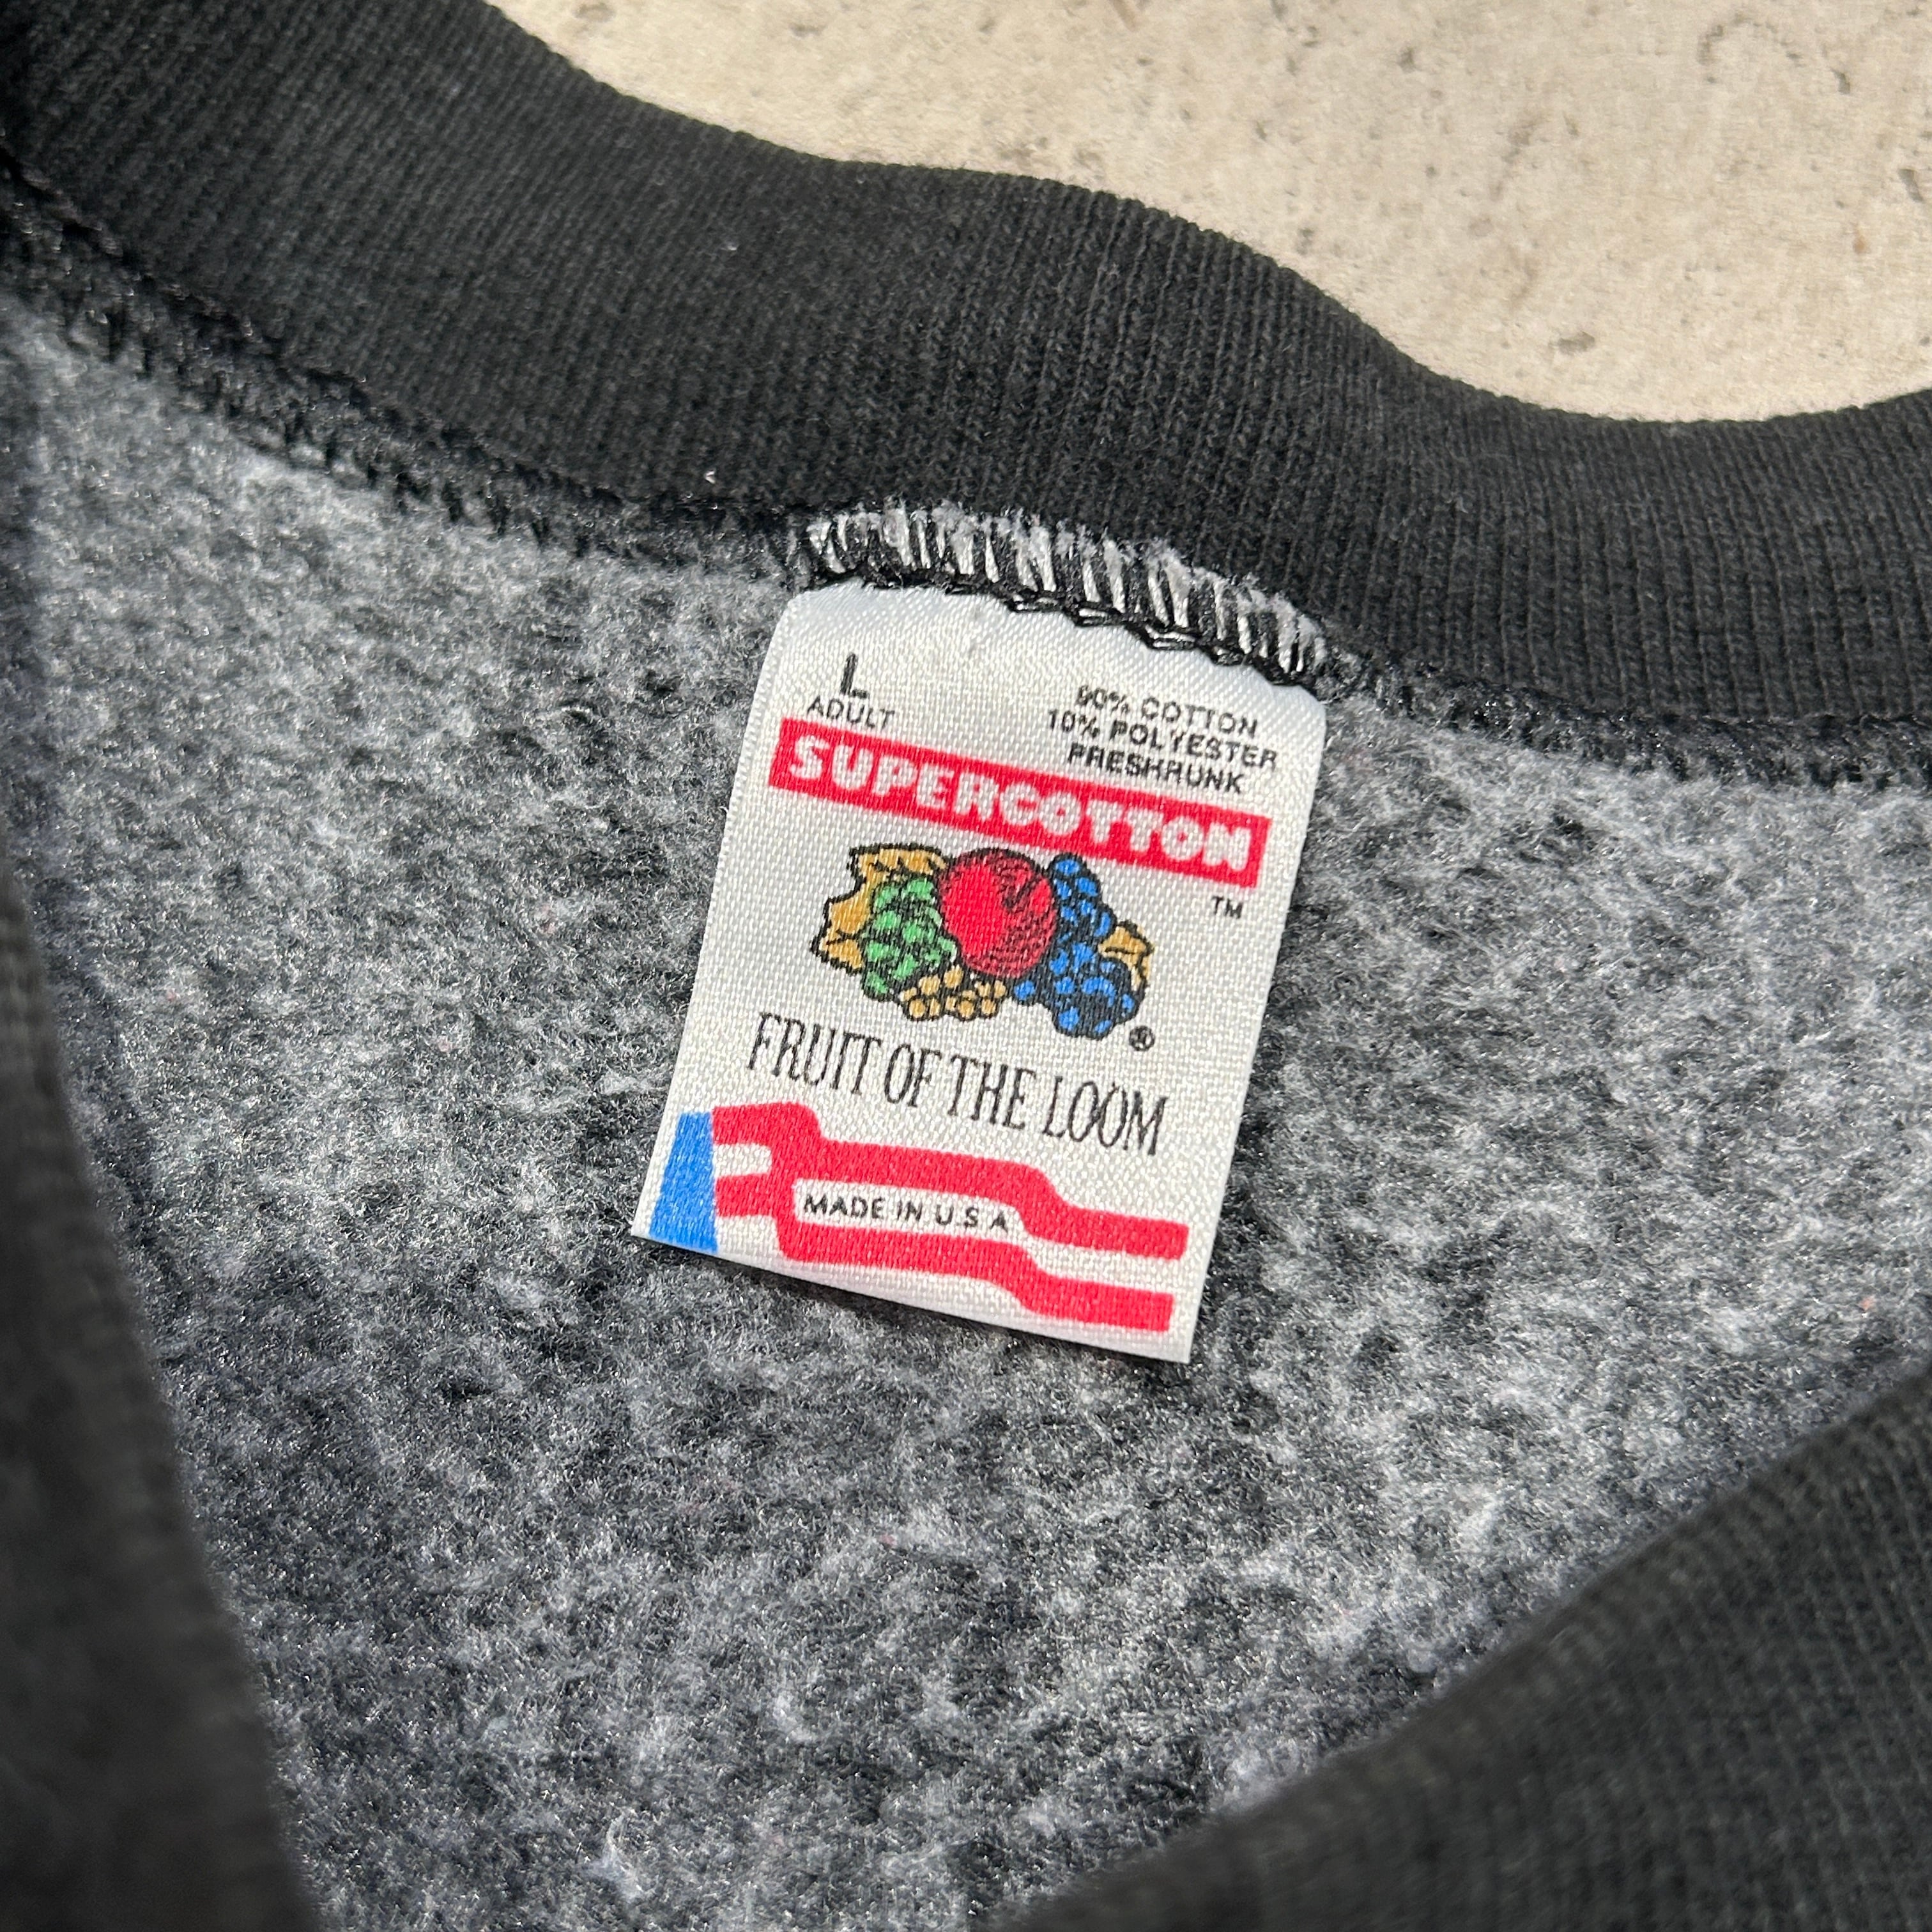 L
ADULT
90% COTTON
10% POLYESTER
PRESHRUNK
SUPERCOTTON
TM
®
FRUIT OF THE LOOM
MADE IN U.S A